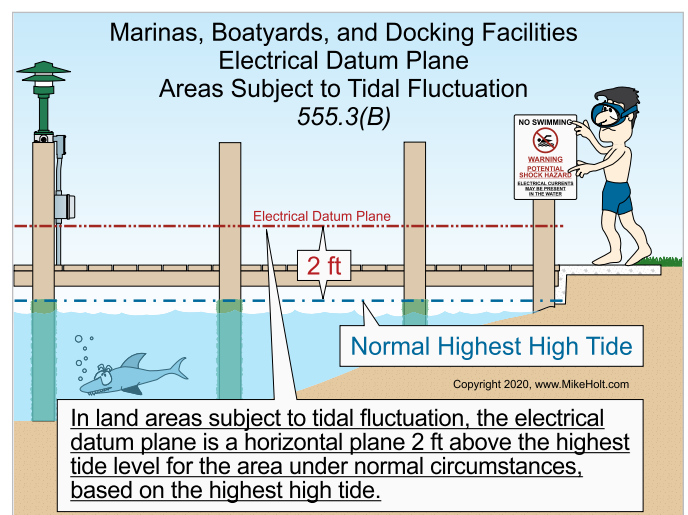 Marinas, Boatyards, and Docking Facilities
Electrical Datum Plane
Areas Subject to Tidal Fluctuation
555.3(B)
NO SWIMMING
WARNING
POTENTIAL
SHOCK HAZARD
ELECTRICAL CURRENTS
MAY BE PRESENT
IN THE WATER
Electrical Datum Plane
2 ft
Normal Highest High Tide
Copyright 2020, www.MikeHolt.com
In land areas subject to tidal fluctuation, the electrical
datum plane is a horizontal plane 2 ft above the highest
tide level for the area under normal circumstances,
based on the highest high tide.